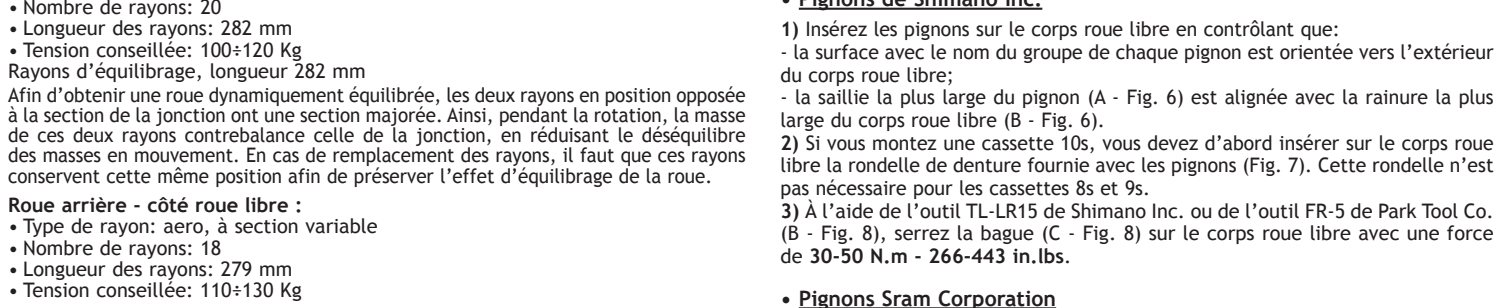 • Nombre de rayons: 20
• Longueur des rayons: 282 mm
• Tension conseillée: 100÷120 Kg
Rayons d’équilibrage, longueur 282 mm
Afin d’obtenir une roue dynamiquement équilibrée, les deux rayons en position opposée
à la section de la jonction ont une section majorée. Ainsi, pendant la rotation, la masse
de ces deux rayons contrebalance celle de la jonction, en réduisant le déséquilibre
des masses en mouvement. En cas de remplacement des rayons, il faut que ces rayons
conservent cette même position afin de préserver l’effet d’équilibrage de la roue.
Roue arrière - côté roue libre :
• Type de rayon: aero, à section variable
• Nombre de rayons: 18
• Longueur des rayons: 279 mm
• Tension conseillée: 110÷130 Kg
• Pignons de Shimano Inc.
1) Insérez les pignons sur le corps roue libre en contrôlant que:
- la surface avec le nom du groupe de chaque pignon est orientée vers l’extérieur
du corps roue libre;
- la saillie la plus large du pignon (A - Fig. 6) est alignée avec la rainure la plus
large du corps roue libre (B - Fig. 6).
2) Si vous montez une cassette 10s, vous devez d’abord insérer sur le corps roue
libre la rondelle de denture fournie avec les pignons (Fig. 7). Cette rondelle n’est
pas nécessaire pour les cassettes 8s et 9s.
3) À l’aide de l’outil TL-LR15 de Shimano Inc. ou de l’outil FR-5 de Park Tool Co.
(B - Fig. 8), serrez la bague (C - Fig. 8) sur le corps roue libre avec une force
de 30-50 N.m - 266-443 in.lbs.
• Pignons Sram Corporation